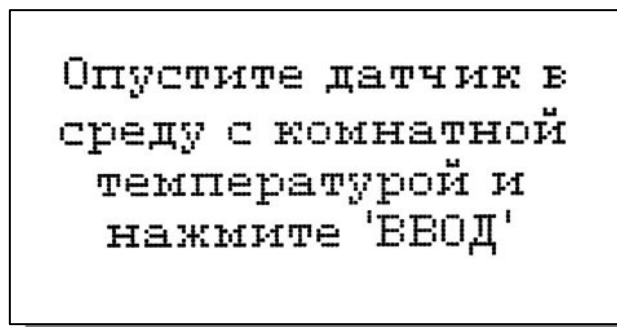 Опустите датчик в
среду с комнатной
температурой и
нажмите 'ВВОД'